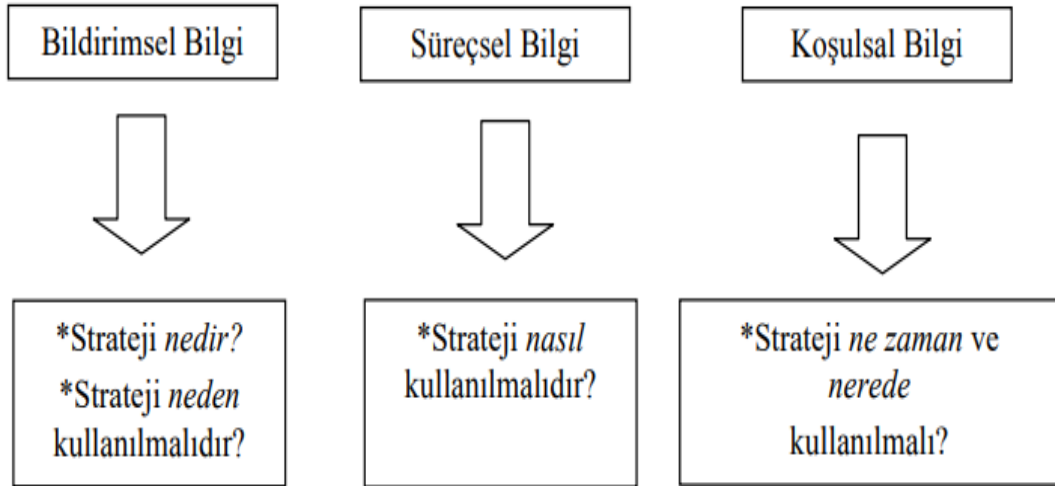 Bildirimsel Bilgi
Süreçsel Bilgi
Koşulsal Bilgi
*Strateji nedir?
*Strateji neden
kullanılmalıdır?
*Strateji nasıl
kullanılmalıdır?
*Strateji ne zaman ve
nerede
kullanılmalı?